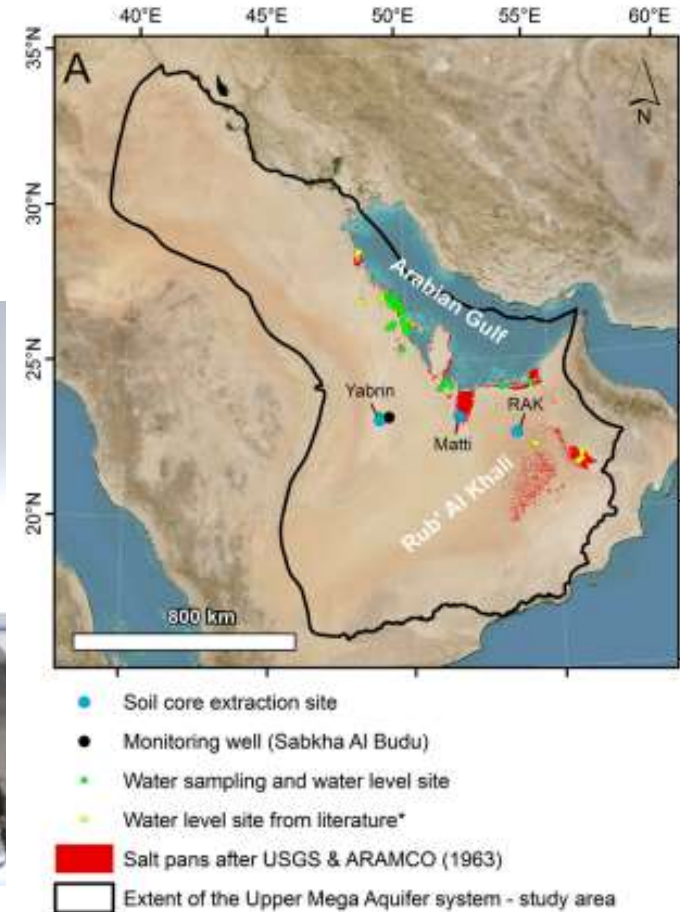 40°E 45°E 50°E 55°E 60°E
35°N
A
N
30°N
Arabian Gulf
25°N
Yabrin
RAK
Matti
20°N
Rub' Al Khali
800 km
Soil core extraction site
Monitoring well (Sabkha Al Budu)
Water sampling and water level site
Water level site from literature*
Salt pans after USGS & ARAMCO (1963)
Extent of the Upper Mega Aquifer system - study area